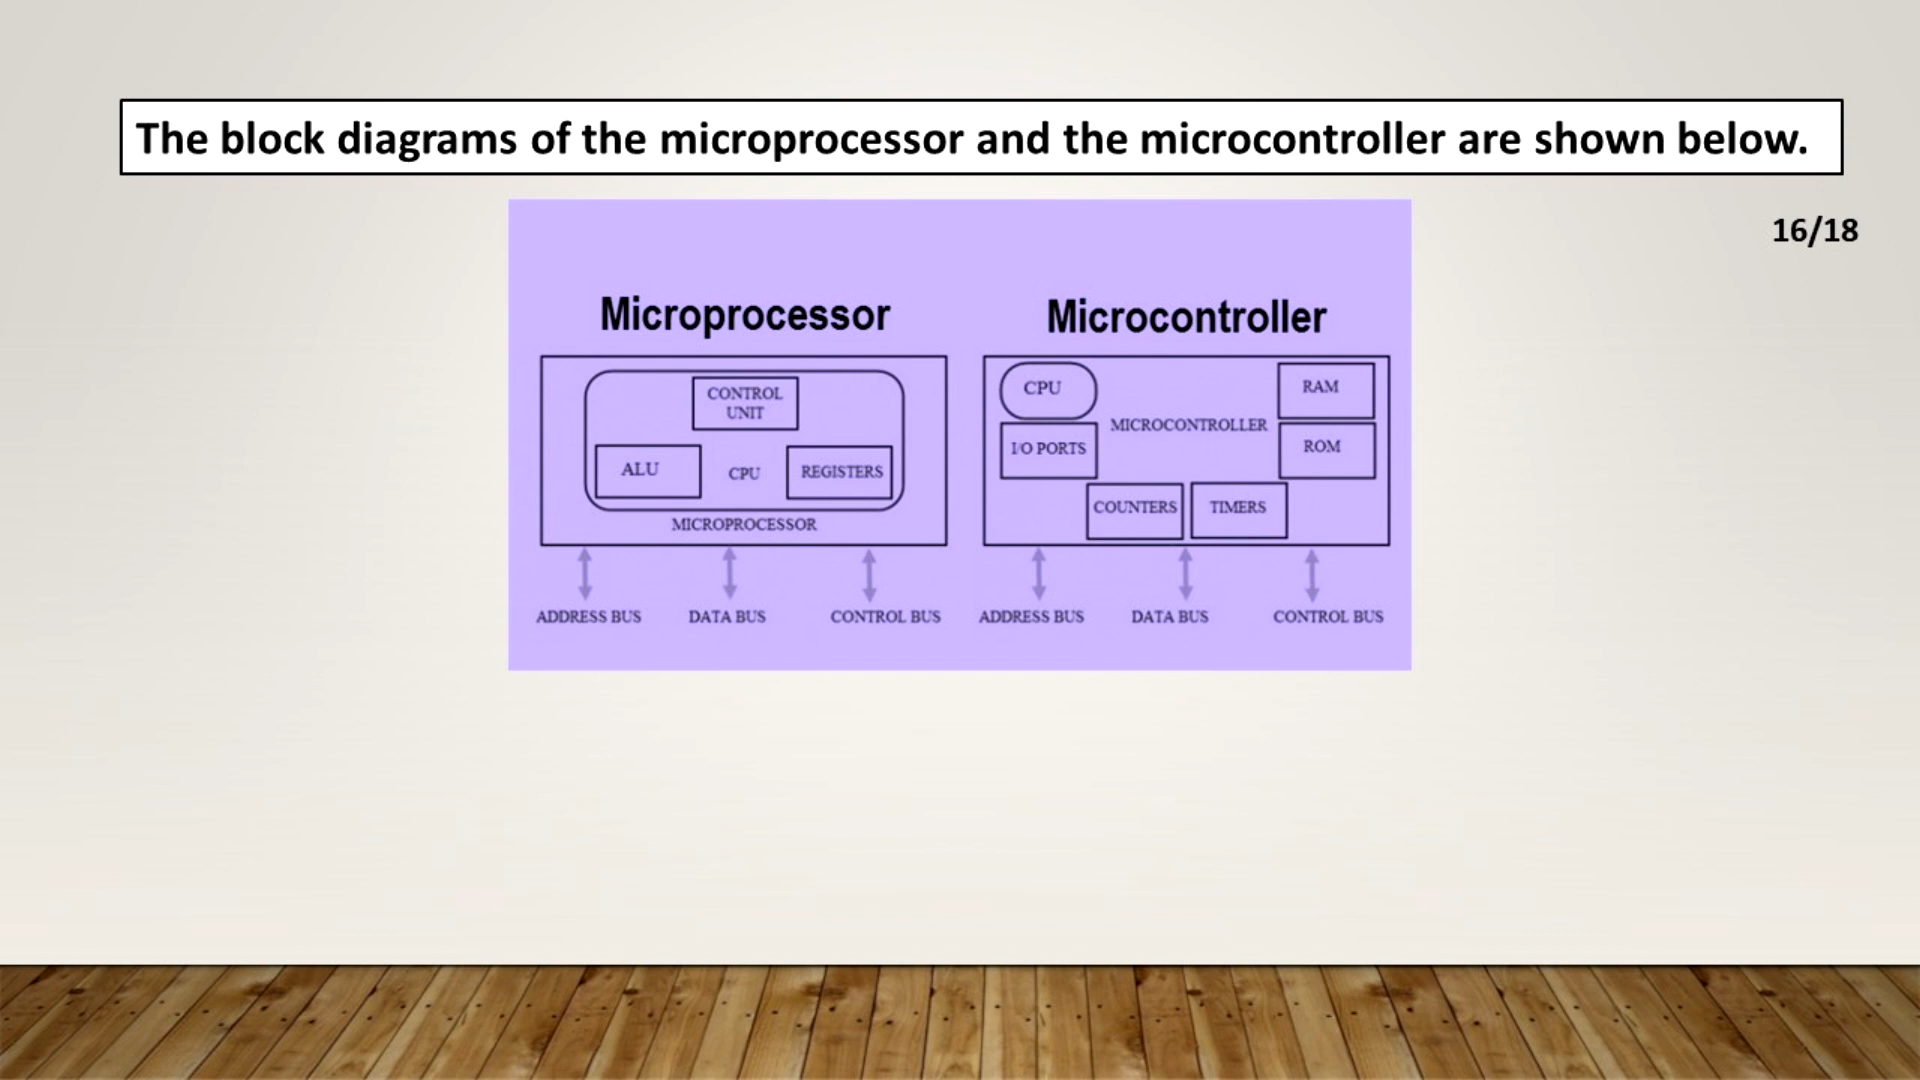 The block diagrams of the microprocessor and the microcontroller are shown below.
16/18
Microprocessor
CONTROL
UNIT
ALU
CPU
REGISTERS
MICROPROCESSOR
ADDRESS BUS
DATA BUS
CONTROL BUS
Microcontroller
CPU
RAM
MICROCONTROLLER
I/O PORTS
ROM
COUNTERS
TIMERS
ADDRESS BUS
DATA BUS
CONTROL BUS